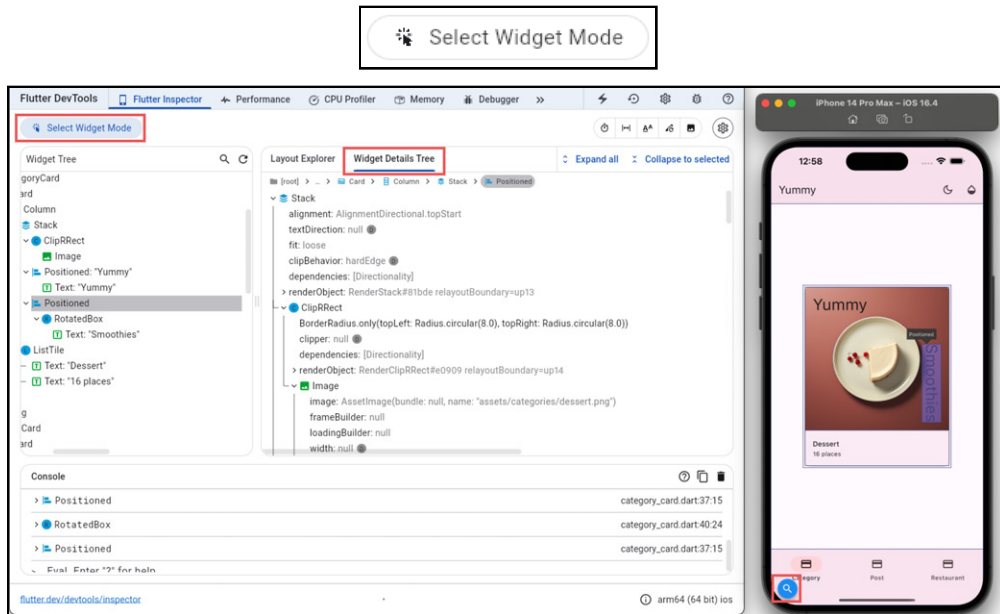 Select Widget Mode
Flutter DevTools
Flutter Inspector
Performance
CPU Profiler
Memory
Debugger
iPhone 14 Pro Max – iOS 16.4
Select Widget Mode
Widget Tree
Layout Explorer
Widget Details Tree
Expand all
Collapse to selected
goryCard
ard
Column
Stack
ClipRRect
Image
Positioned: "Yummy"
Text: "Yummy"
Positioned
RotatedBox
Text: "Smoothies"
ListTile
Text: "Dessert"
Text: "16 places"
g
Card
ard
[root] > ... > Card > Column > Stack > Positioned
Stack
alignment: AlignmentDirectional.topStart
textDirection: null D
fit: loose
clipBehavior: hardEdge D
dependencies: [Directionality]
renderObject: RenderStack#81bde relayoutBoundary=up13
ClipRRect
BorderRadius.only(topLeft: Radius.circular(8.0), topRight: Radius.circular(8.0))
clipper: null D
dependencies: [Directionality]
renderObject: RenderClipRRect#e0909 relayoutBoundary=up14
Image
image: AssetImage(bundle: null, name: "assets/categories/dessert.png")
frameBuilder: null
loadingBuilder: null
width: null D
Console
Positioned category_card.dart:37:15
RotatedBox category_card.dart:40:24
Positioned category_card.dart:37:15
Eval. Enter "?" for help
flutter.dev/devtools/inspector
arm64 (64 bit) ios
12:58
Yummy
Yummy
Positioned
Smoothies
Dessert
16 places
egory
Post
Restaurant